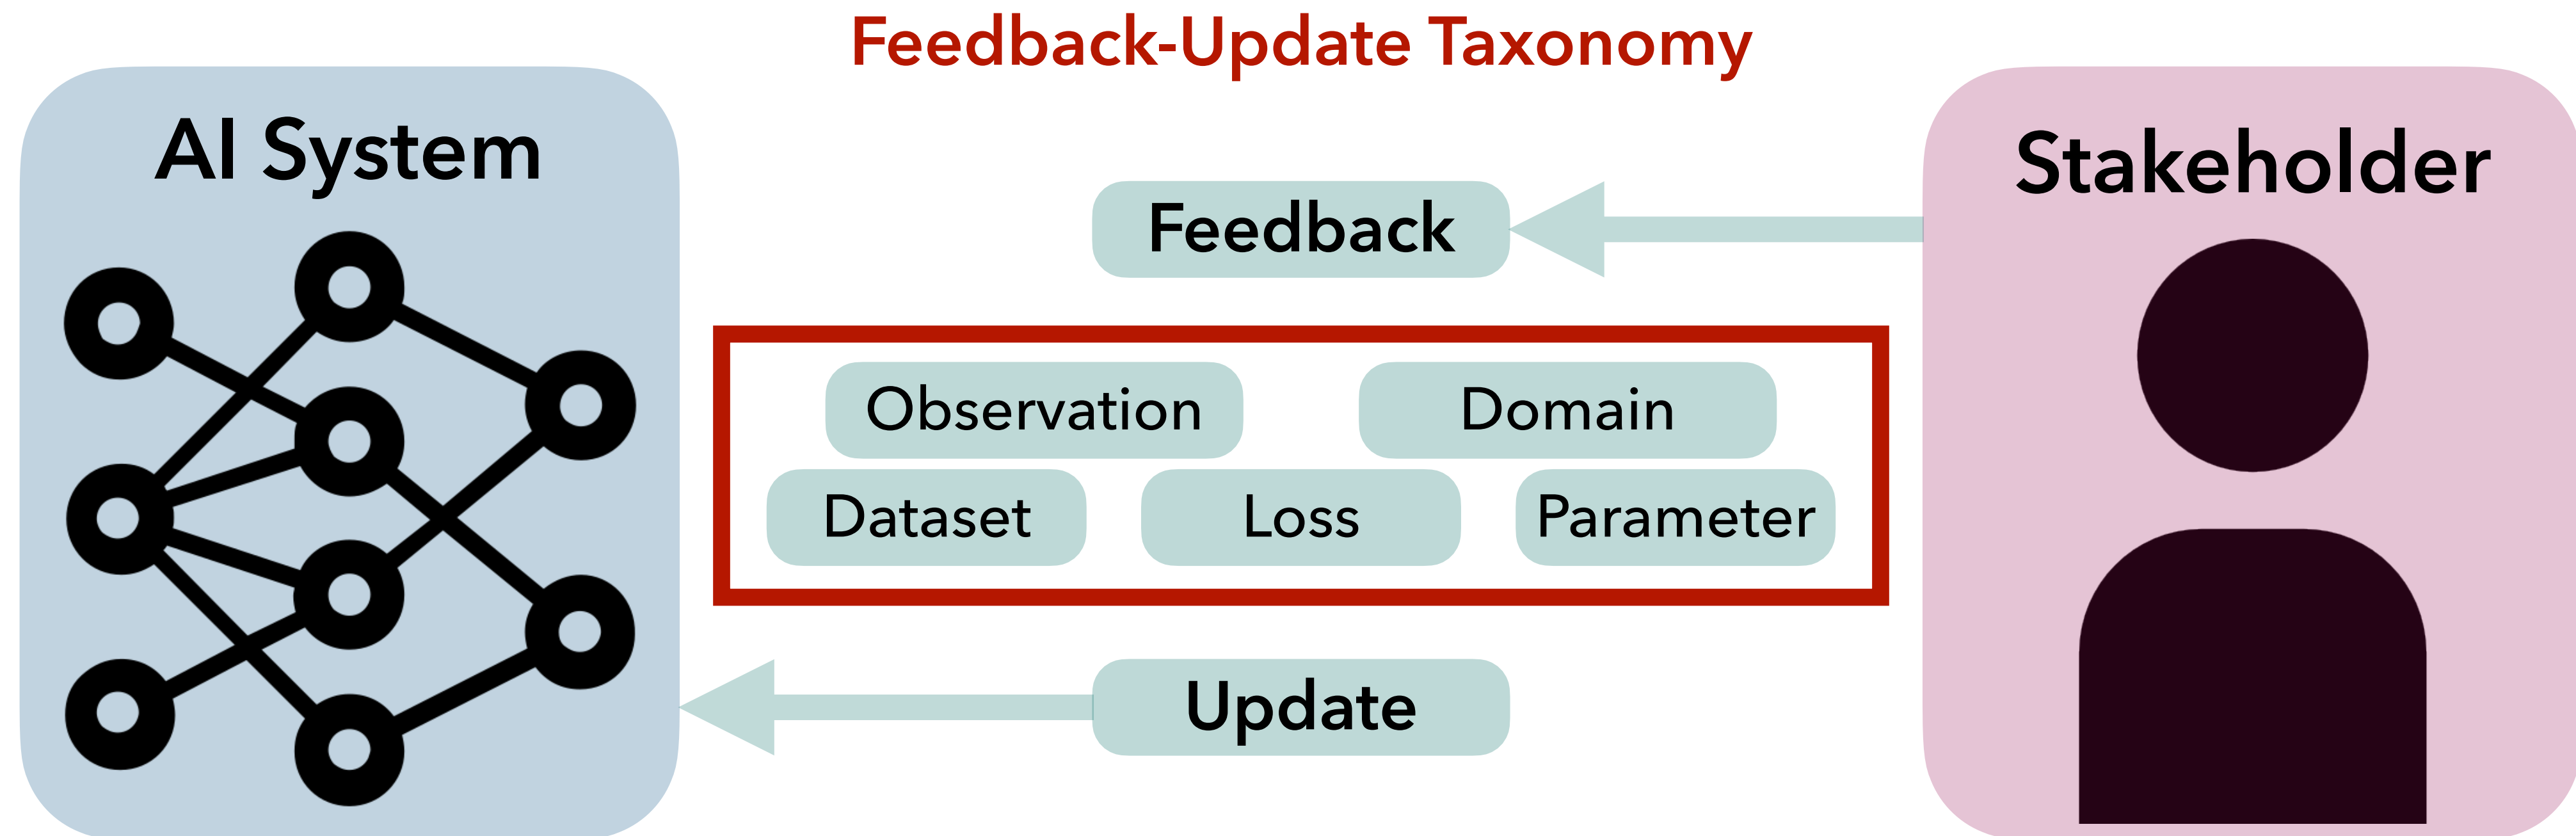 Feedback-Update Taxonomy
AI System
Stakeholder
Feedback
Observation
Domain
Dataset
Loss
Parameter
Update